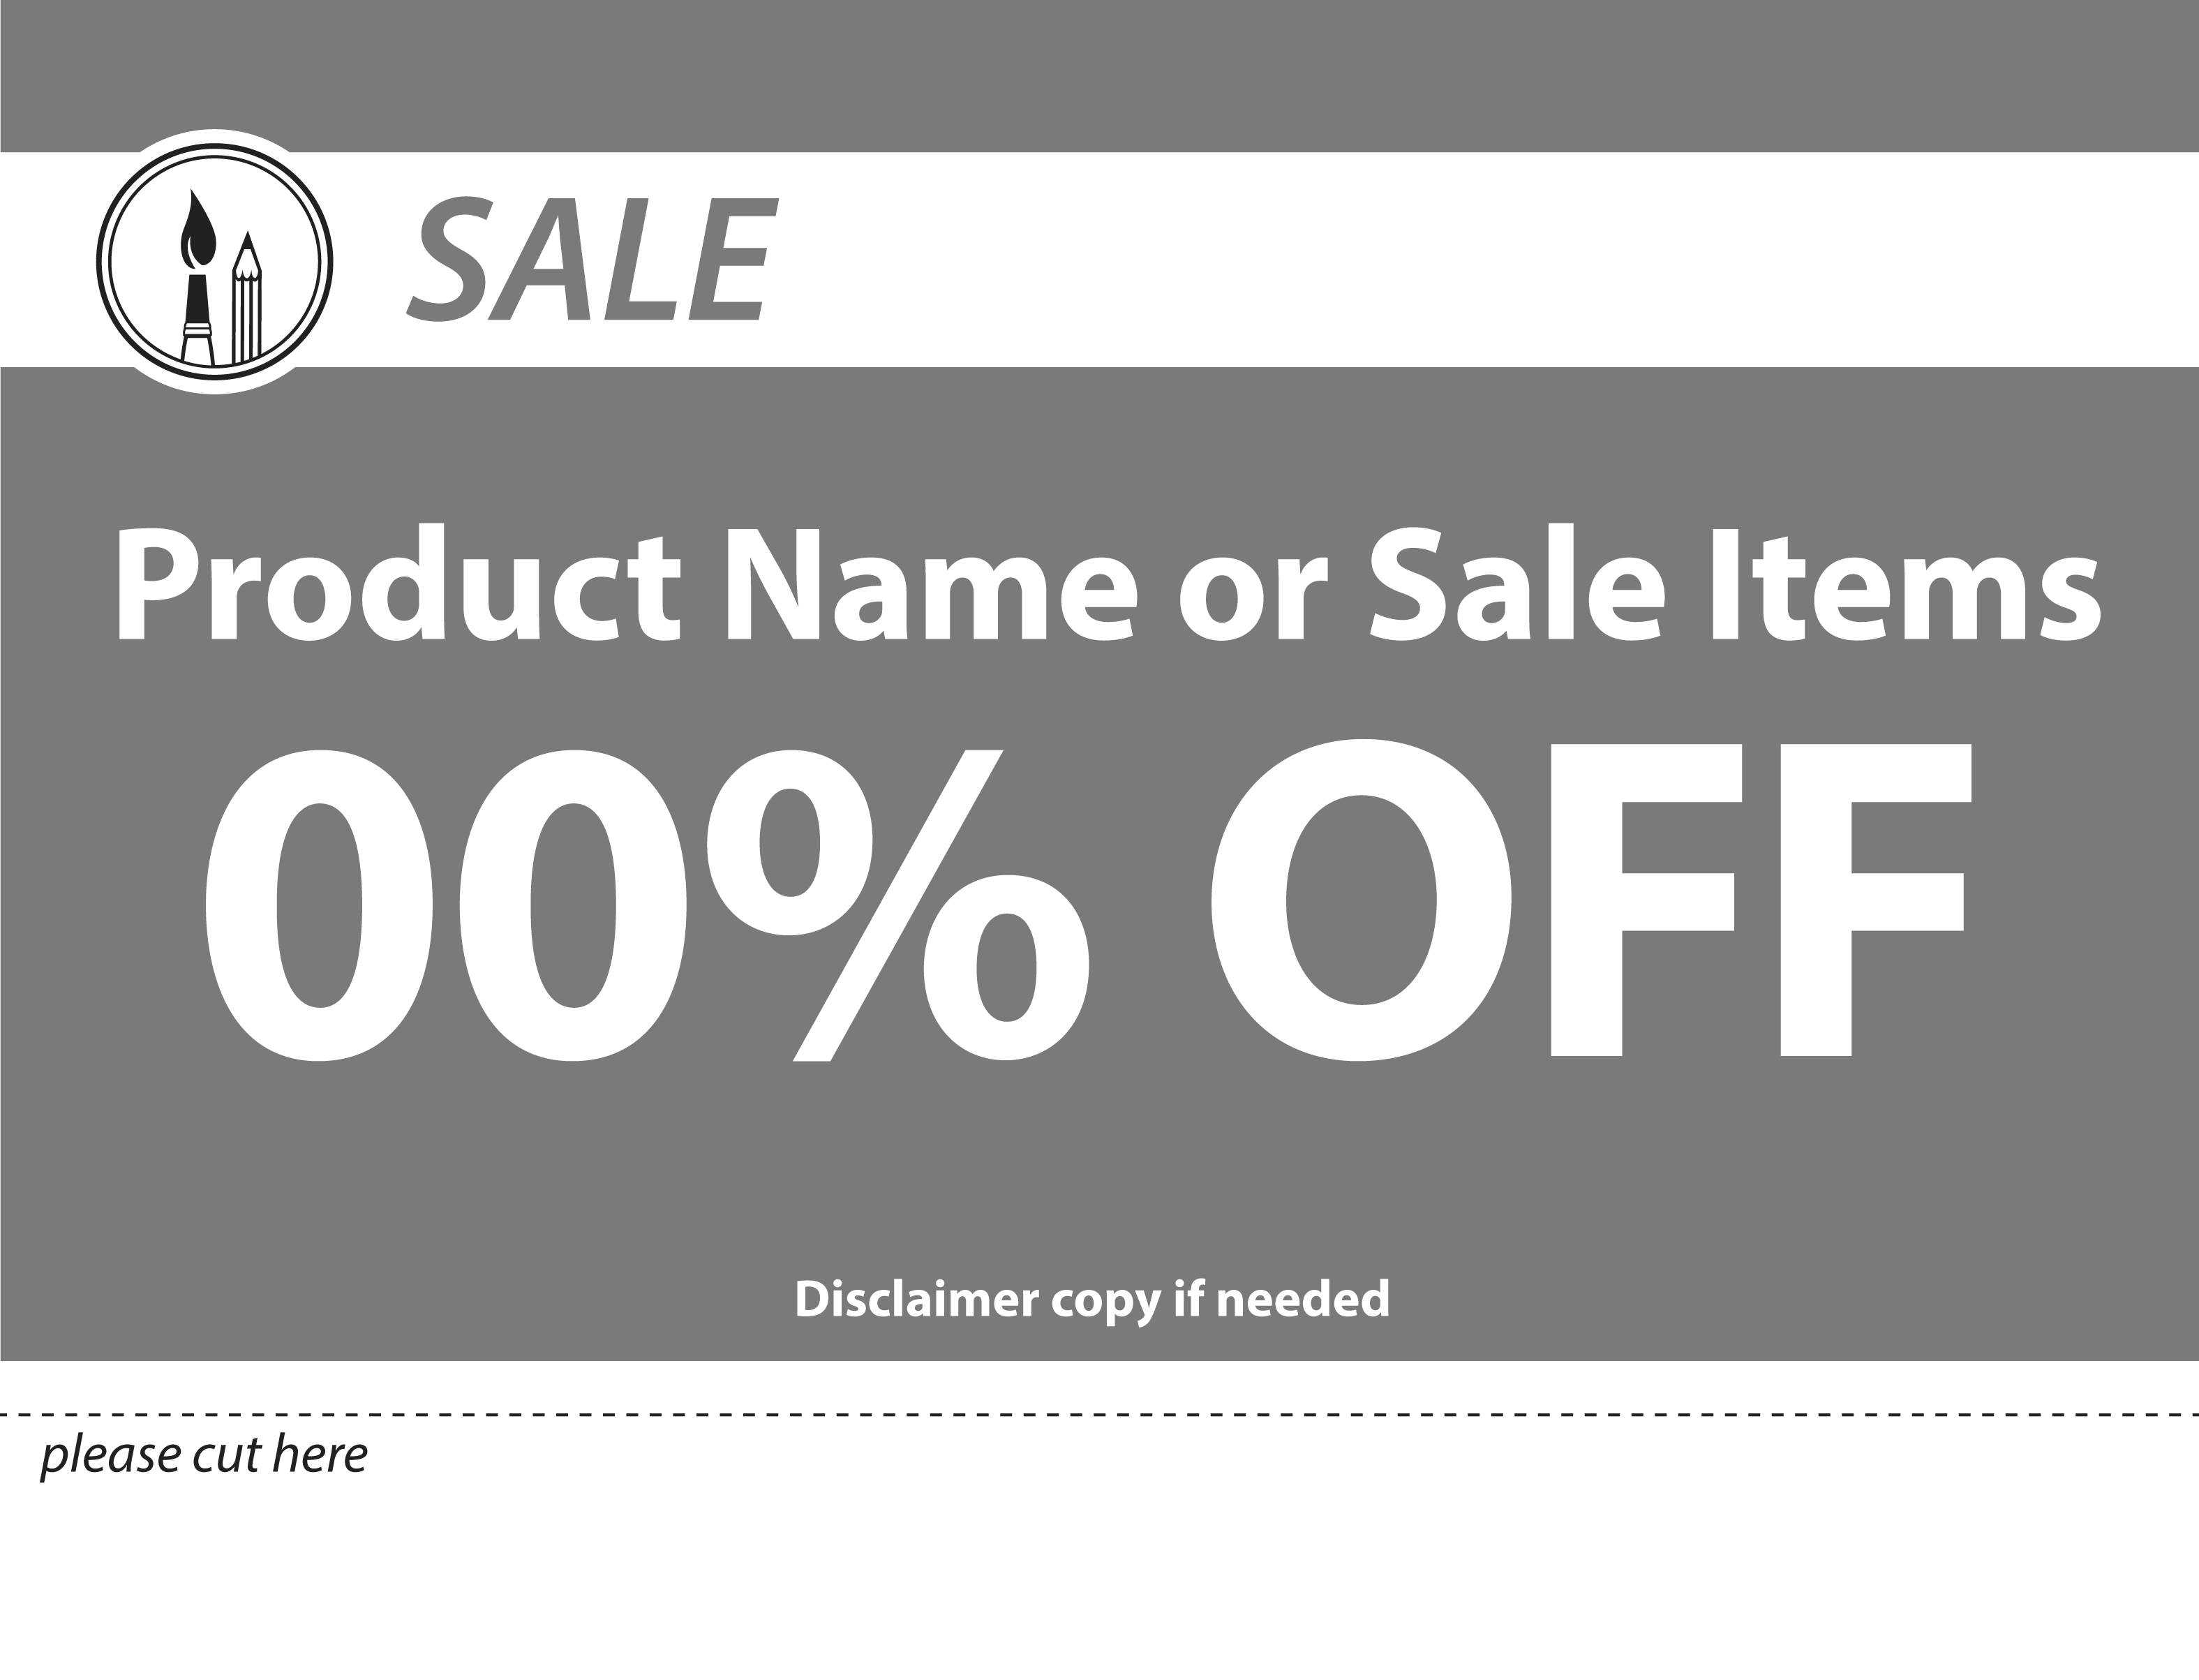 SALE
Product Name or Sale Items
00% OFF
Disclaimer copy if needed
please cut here